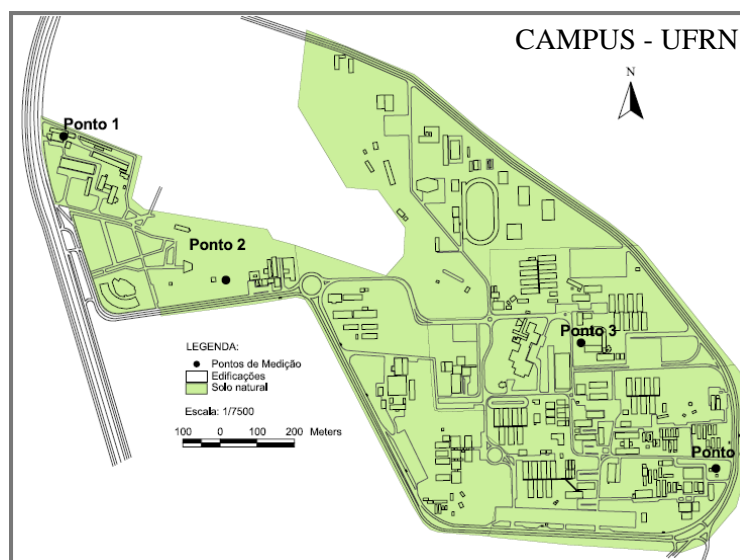 CAMPUS - UFRN
N
Ponto 1
Ponto 2
Ponto 3
Ponto
LEGENDA:
Pontos de Medição
Edificações
Solo natural
Escala: 1/7500
100 0 100 200 Meters